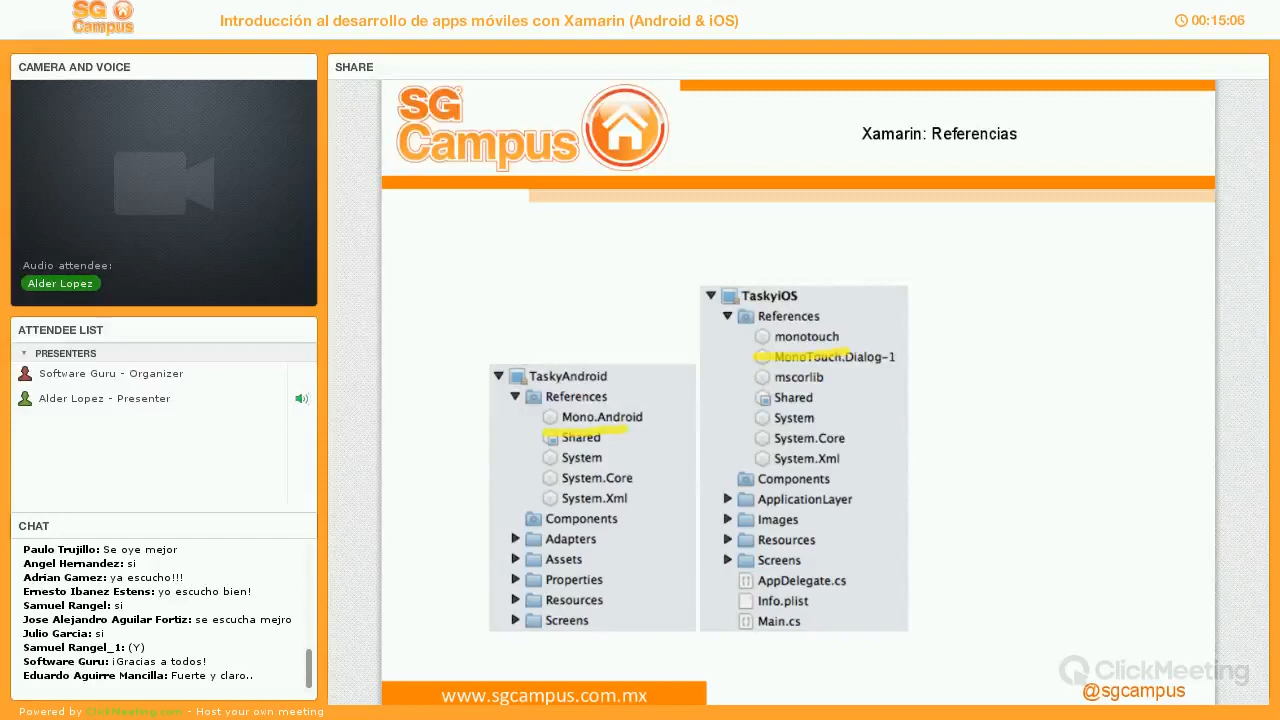 SG Campus
Introducción al desarrollo de apps móviles con Xamarin (Android & iOS)
00:15:06
CAMERA AND VOICE
Audio attendee:
Alder Lopez
ATTENDEE LIST
PRESENTERS
Software Guru - Organizer
Alder Lopez - Presenter
CHAT
Paulo Trujillo: Se oye mejor
Angel Hernandez: si
Adrian Gamez: ya escucho!!!
Ernesto Ibanez Estens: yo escucho bien!
Samuel Rangel: si
Jose Alejandro Aguilar Fortiz: se escucha mejro
Julio Garcia: si
Samuel Rangel_1: (Y)
Software Guru: ¡Gracias a todos!
Eduardo Aguirre Mancilla: Fuerte y claro..
SHARE
SG
Campus
Xamarin: Referencias
TaskyAndroid
References
Mono.Android
Shared
System
System.Core
System.Xml
Components
Adapters
Assets
Properties
Resources
Screens
TaskyiOS
References
monotouch
MonoTouch.Dialog-1
mscorlib
Shared
System
System.Core
System.Xml
Components
ApplicationLayer
Images
Resources
Screens
AppDelegate.cs
Info.plist
Main.cs
www.sgcampus.com.mx
ClickMeeting
@sgcampus
Powered by ClickMeeting.com - Host your own meeting